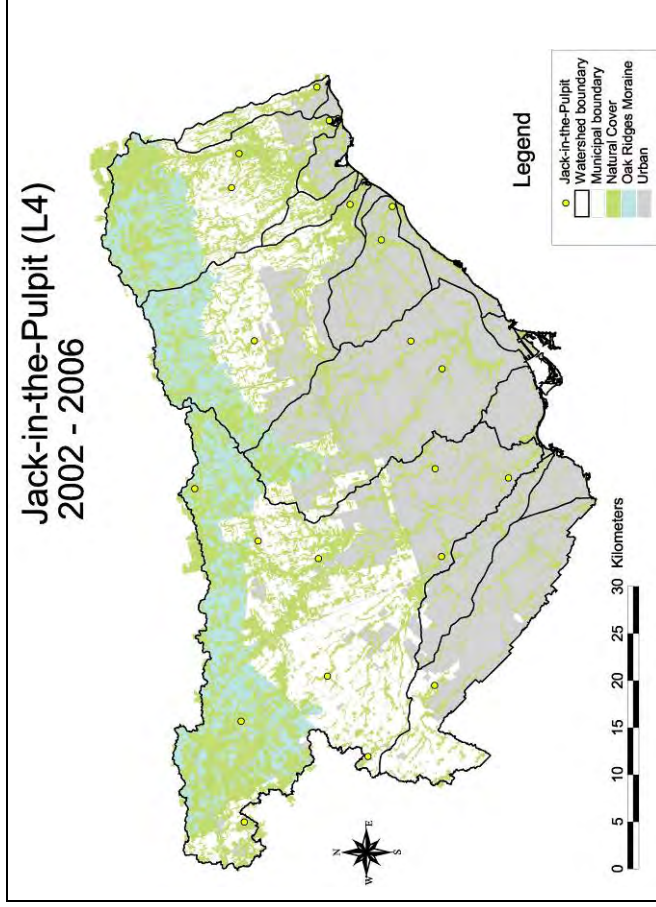 Jack-in-the-Pulpit (L4)
2002 - 2006
N
W
E
S
0
5
10
15
20
25
30
Kilometers
Legend
Jack-in-the-Pulpit
Watershed boundary
Municipal boundary
Natural Cover
Oak Ridges Moraine
Urban